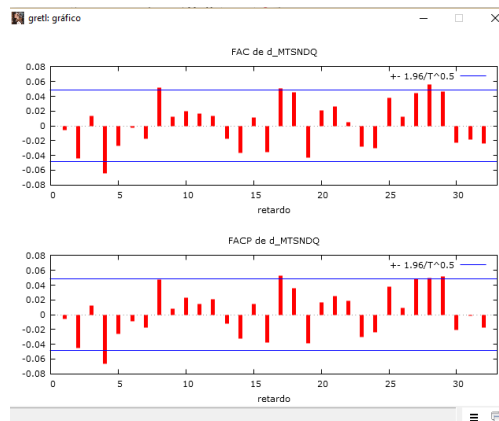 gretl: gráfico
FAC de d_MTSNDQ
+- 1.96/T^0.5
0.08
0.06
0.04
0.02
0
-0.02
-0.04
-0.06
-0.08
0 5 10 15 20 25 30
retardo
FACP de d_MTSNDQ
+- 1.96/T^0.5
0.08
0.06
0.04
0.02
0
-0.02
-0.04
-0.06
-0.08
0 5 10 15 20 25 30
retardo